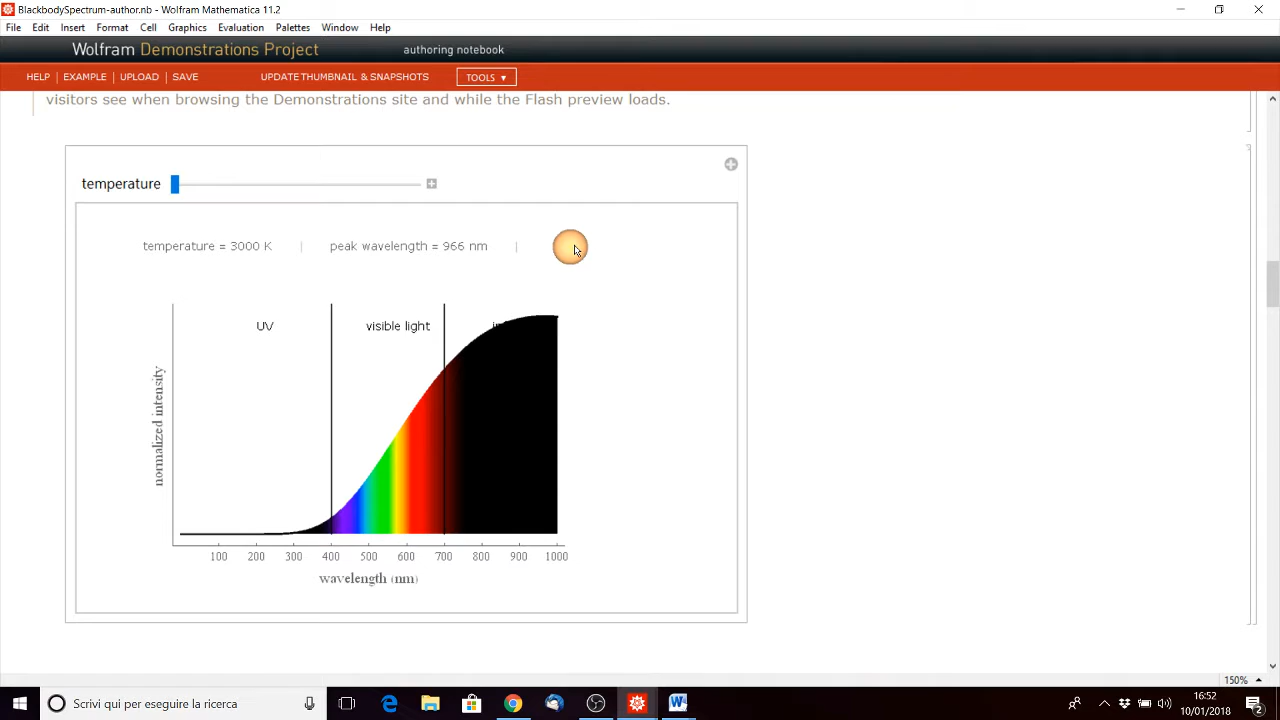 BlackbodySpectrum-author.nb - Wolfram Mathematica 11.2
File Edit Insert Format Cell Graphics Evaluation Palettes Window Help
Wolfram Demonstrations Project authoring notebook
HELP | EXAMPLE | UPLOAD | SAVE UPDATE THUMBNAIL & SNAPSHOTS TOOLS ▼
visitors see when browsing the Demonstrations site and while the Flash preview loads.
temperature
temperature = 3000 K | peak wavelength = 966 nm |
UV visible light
normalized intensity
100 200 300 400 500 600 700 800 900 1000
wavelength (nm)
150%
Scrivi qui per eseguire la ricerca
16:52
10/01/2018
2